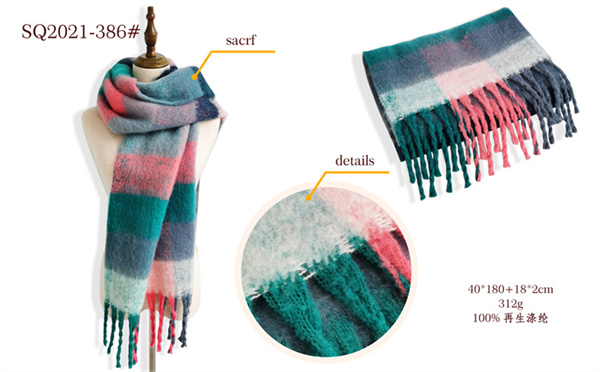 SQ2021-386#
sacrf
details
40*180+18*2cm
312g
100% 再生涤纶